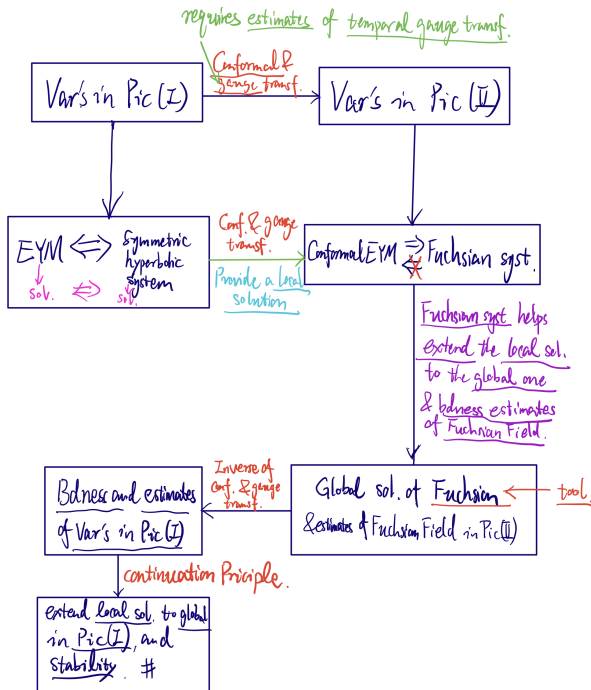 requires estimates of temporal gauge transf.
Conformal &
gauge transf.
Var's in Pic (I)
Var's in Pic (II)
EYM ⟺ Symmetric
hyperbolic
system
sol. ⟺ sol.
Conf. & gauge
transf.
Provide a local
solution
Conformal EYM ⇒ Fuchsian syst.
⇐
Fuchsian syst helps
extend the local sol.
to the global one
& bdness estimates
of Fuchsian Field.
Global sol. of Fuchsian
& estimates of Fuchsian Field in Pic(II)
tool.
Inverse of
conf. & gauge
transf.
Bdness and estimates
of Var's in Pic(I)
continuation Priciple.
extend local sol. to global
in Pic(I), and
stability. #